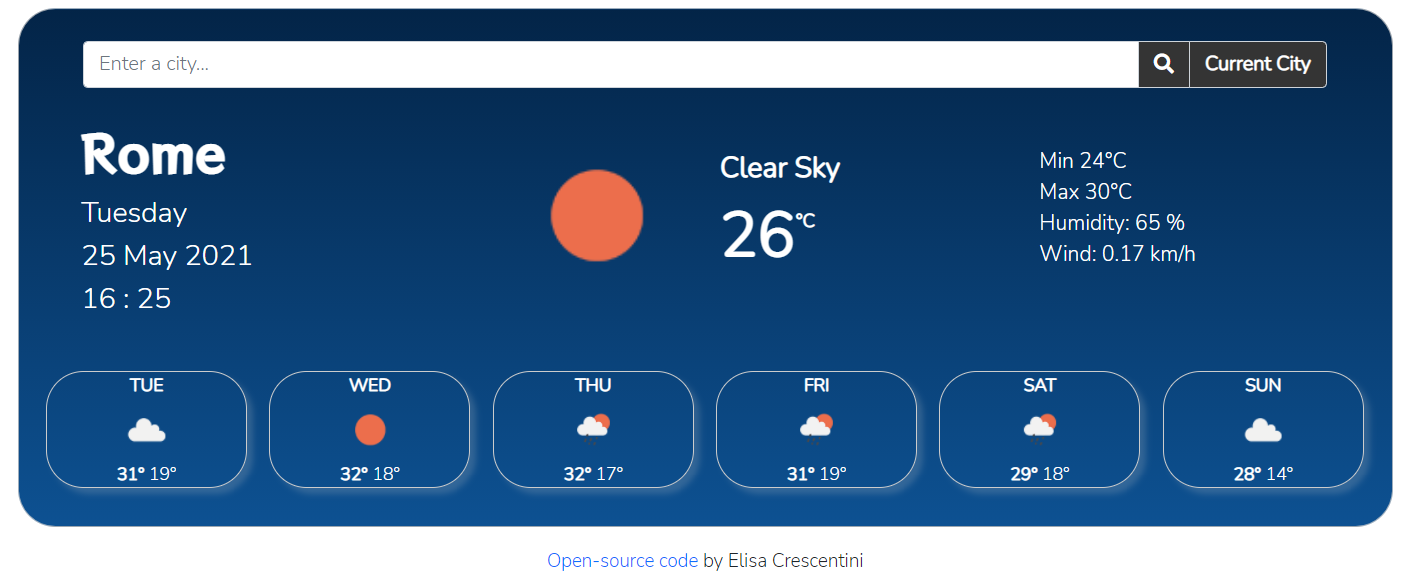 Enter a city...
Current City
Rome
Tuesday
25 May 2021
16 : 25
Clear Sky
26°C
Min 24°C
Max 30°C
Humidity: 65 %
Wind: 0.17 km/h
TUE
31° 19°
WED
32° 18°
THU
32° 17°
FRI
31° 19°
SAT
29° 18°
SUN
28° 14°
Open-source code by Elisa Crescentini